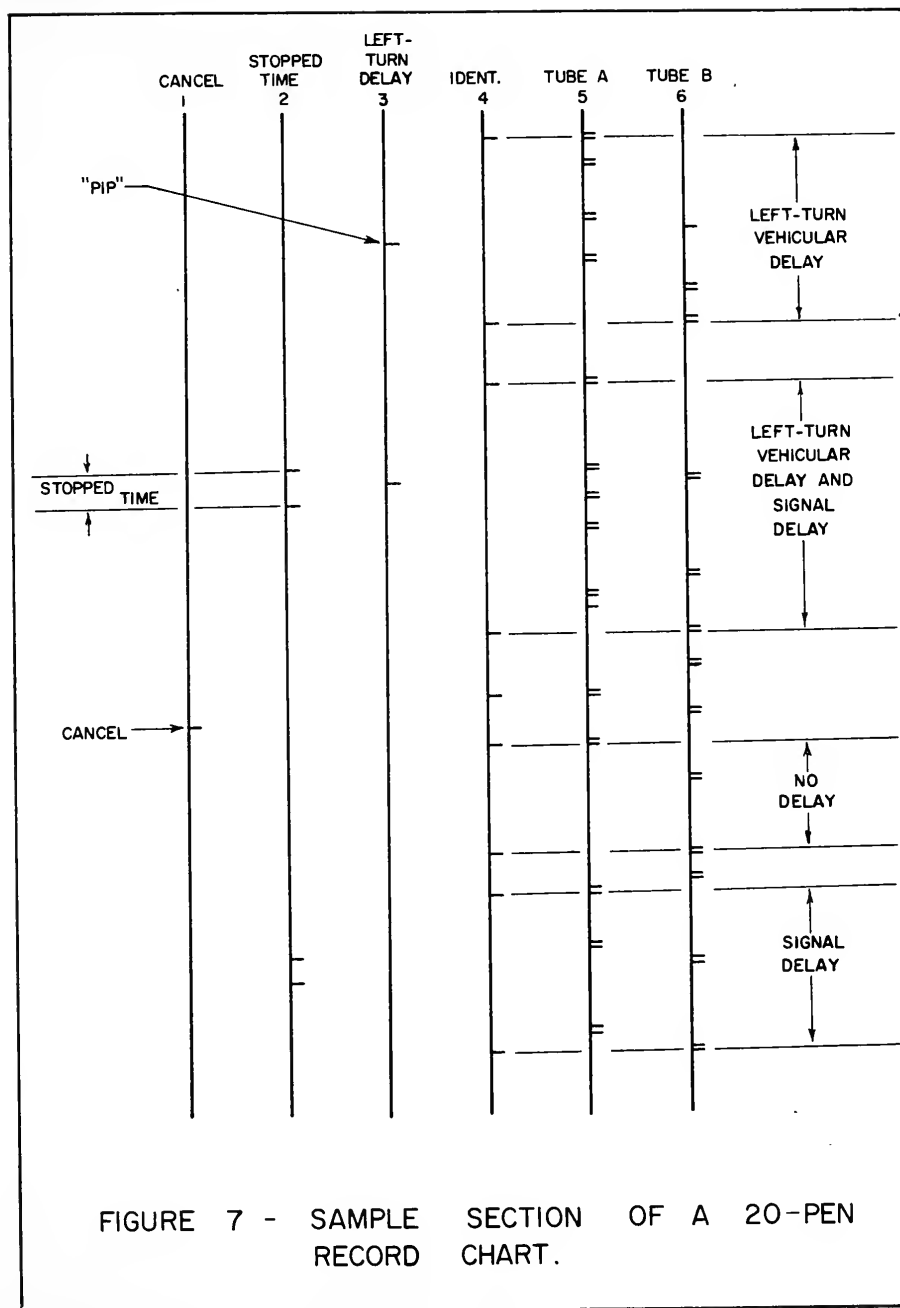 CANCEL
1
STOPPED
TIME
2
LEFT-
TURN
DELAY
3
IDENT.
4
TUBE A
5
TUBE B
6
"PIP"
LEFT-TURN
VEHICULAR
DELAY
LEFT-TURN
VEHICULAR
DELAY AND
SIGNAL
DELAY
STOPPED TIME
CANCEL
NO
DELAY
SIGNAL
DELAY
FIGURE 7 - SAMPLE SECTION OF A 20-PEN
RECORD CHART.